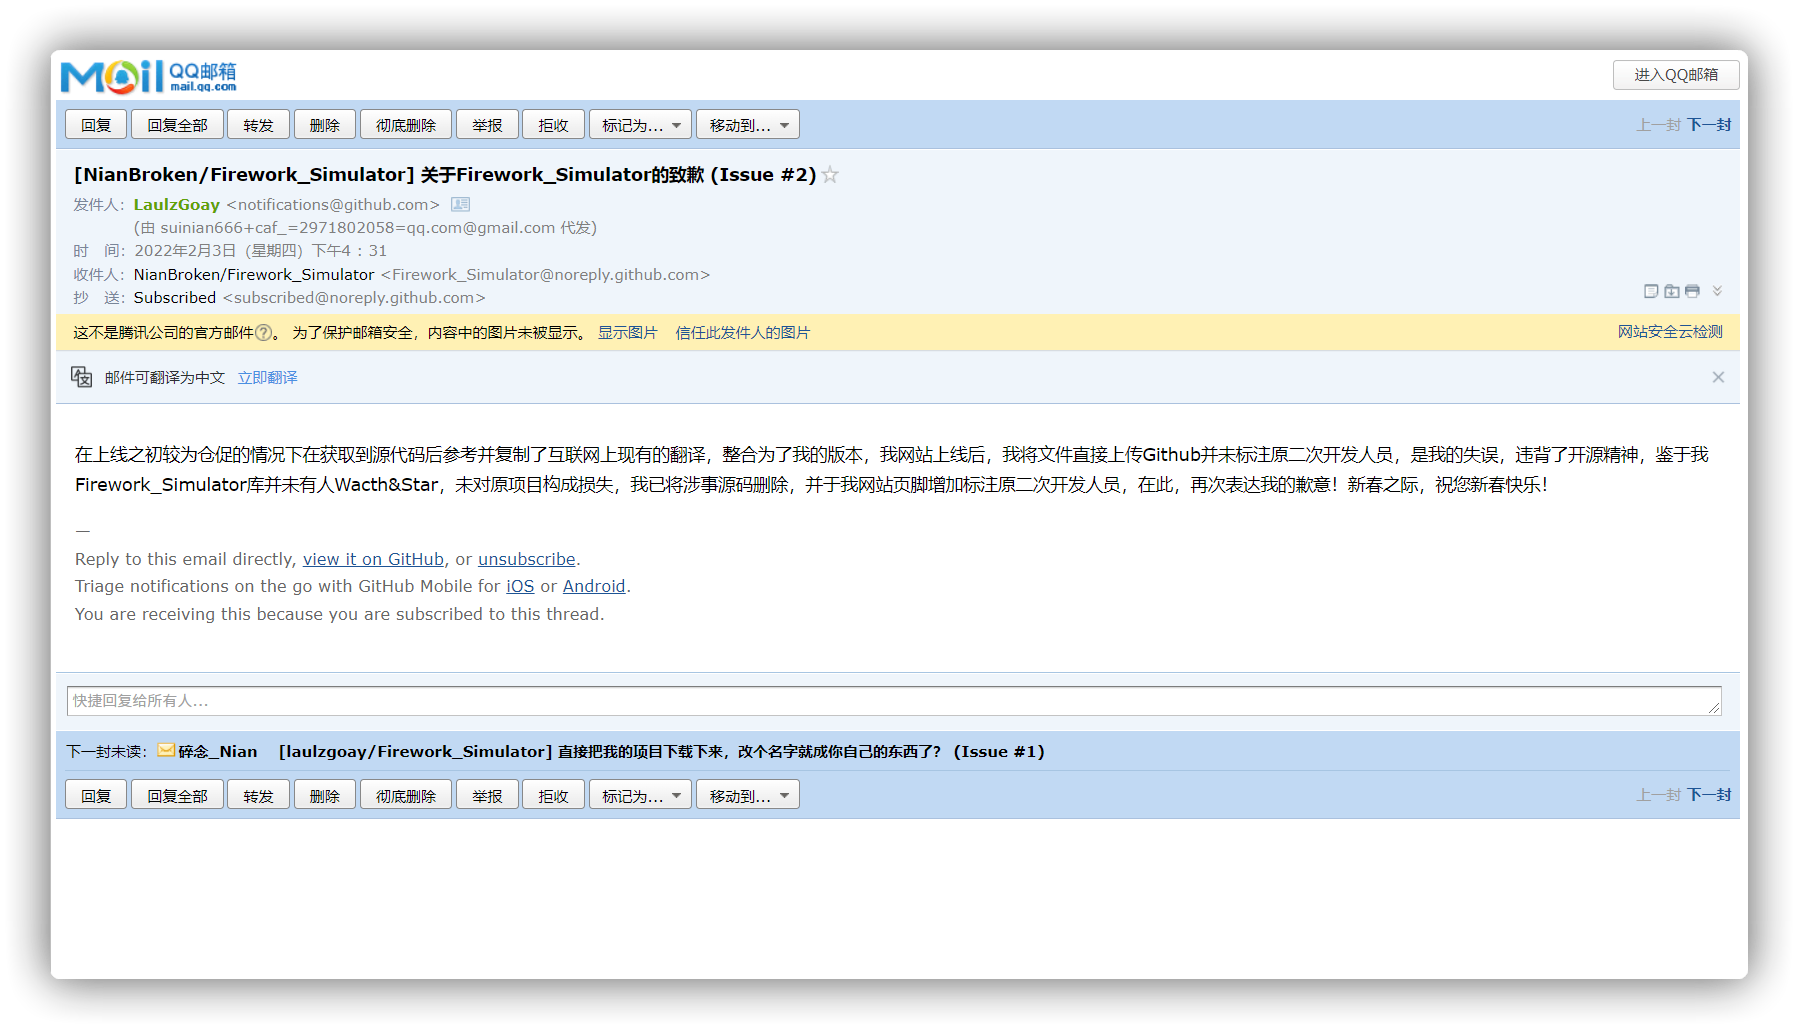 Mail QQ邮箱 mail.qq.com
进入QQ邮箱
回复 回复全部 转发 删除 彻底删除 举报 拒收 标记为... 移动到... 上一封 下一封
[NianBroken/Firework_Simulator] 关于Firework_Simulator的致歉 (Issue #2)
发件人：LaulzGoay <notifications@github.com>
(由 suinian666+caf_=2971802058=qq.com@gmail.com 代发)
时 间：2022年2月3日（星期四）下午4：31
收件人：NianBroken/Firework_Simulator <Firework_Simulator@noreply.github.com>
抄 送：Subscribed <subscribed@noreply.github.com>
这不是腾讯公司的官方邮件?。 为了保护邮箱安全，内容中的图片未被显示。 显示图片 信任此发件人的图片 网站安全云检测
邮件可翻译为中文 立即翻译
在上线之初较为仓促的情况下在获取到源代码后参考并复制了互联网上现有的翻译，整合为了我的版本，我网站上线后，我将文件直接上传Github并未标注原二次开发人员，是我的失误，违背了开源精神，鉴于我
Firework_Simulator库并未有人Wacth&Star，未对原项目构成损失，我已将涉事源码删除，并于我网站页脚增加标注原二次开发人员，在此，再次表达我的歉意！新春之际，祝您新春快乐！
—
Reply to this email directly, view it on GitHub, or unsubscribe.
Triage notifications on the go with GitHub Mobile for iOS or Android.
You are receiving this because you are subscribed to this thread.
快捷回复给所有人...
下一封未读： 碎念_Nian [laulzgoay/Firework_Simulator] 直接把我的项目下载下来，改个名字就成你自己的东西了？ (Issue #1)
回复 回复全部 转发 删除 彻底删除 举报 拒收 标记为... 移动到... 上一封 下一封